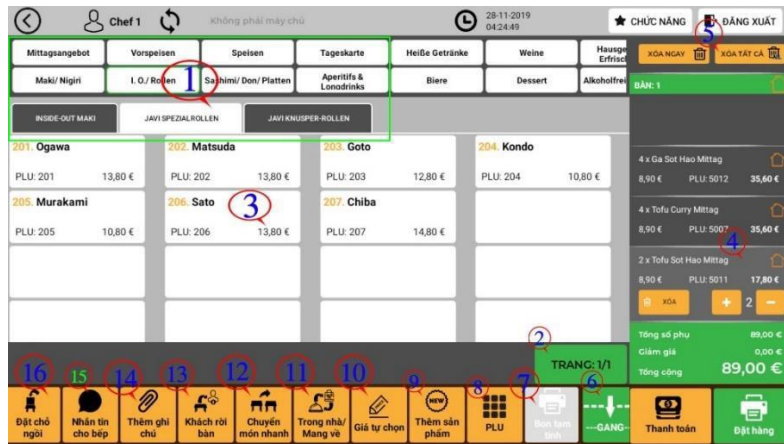 Chef 1
Không phải máy chủ
28-11-2019
04:24:49
CHỨC NĂNG
ĐĂNG XUẤT
Mittagsangebot
Vorspeisen
Speisen
Tageskarte
Heiße Getränke
Weine
Hausge
Erfrisc
Maki/ Nigiri
I. O./ Rollen
Sashimi/ Don/ Platten
Aperitifs &
Lonodrinks
Biere
Dessert
Alkoholfrei
1
INSIDE-OUT MAKI
JAVI SPEZIALROLLEN
JAVI KNUSPER-ROLLEN
201. Ogawa
PLU: 201
13,80 €
202. Matsuda
PLU: 202
13,80 €
203. Goto
PLU: 203
12,80 €
204. Kondo
PLU: 204
10,80 €
205. Murakami
PLU: 205
10,80 €
206. Sato
PLU: 206
13,80 €
3
207. Chiba
PLU: 207
14,80 €
5
XÓA NGAY
XÓA TẤT CẢ
BÀN: 1
4 x Ga Sot Hao Mittag
8,90 €
PLU: 5012
35,60 €
4 x Tofu Curry Mittag
8,90 €
PLU: 5007
35,60 €
4
2 x Tofu Sot Hao Mittag
8,90 €
PLU: 5011
17,80 €
XÓA
+
2
−
Tổng số phụ
89,00 €
Giảm giá
0,00 €
Tổng cộng
89,00 €
2
TRANG: 1/1
16
15
14
13
12
11
10
9
8
7
6
Đặt chỗ
ngồi
Nhắn tin
cho bếp
Thêm ghi
chú
Khách rời
bàn
Chuyển
món nhanh
Trong nhà/
Mang về
Giá tự chọn
NEW
Thêm sản
phẩm
PLU
Bon tạm
tính
---GANG---
Thanh toán
Đặt hàng